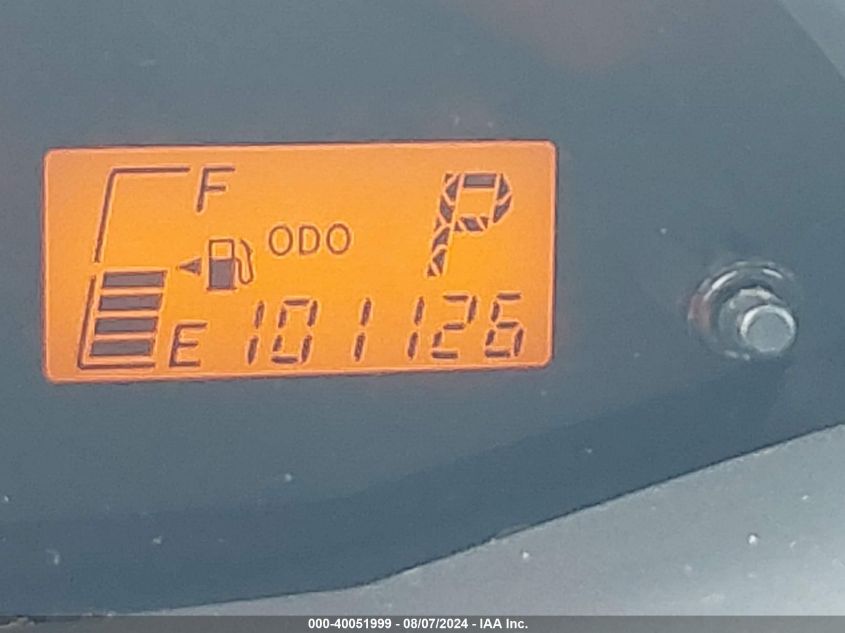 F P
ODO
E 101126
000-40051999 - 08/07/2024 - IAA Inc.